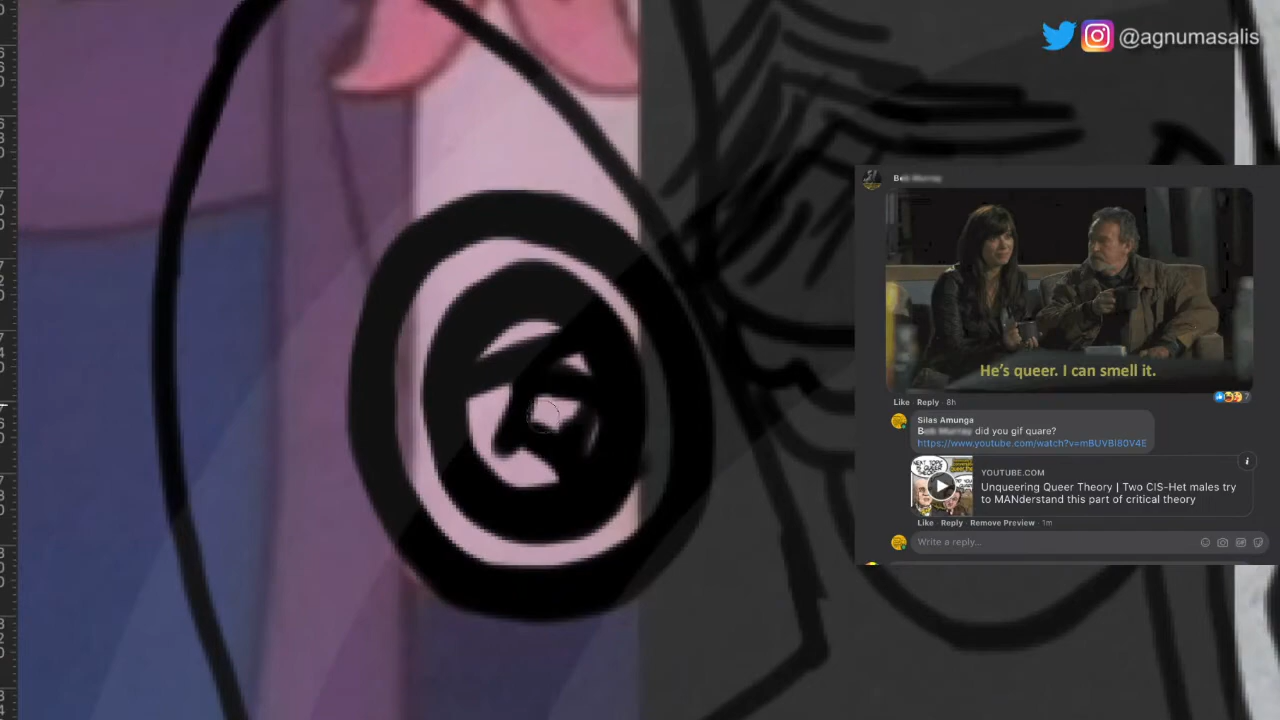 @agnumasalis
He's queer. I can smell it.
Like Reply 8h
7
Silas Amunga
did you gif quare?
https://www.youtube.com/watch?v=mBUVBl80V4E
YOUTUBE.COM
Unqueering Queer Theory | Two CIS-Het males try
to MANderstand this part of critical theory
Like Reply Remove Preview · 1m
Write a reply...